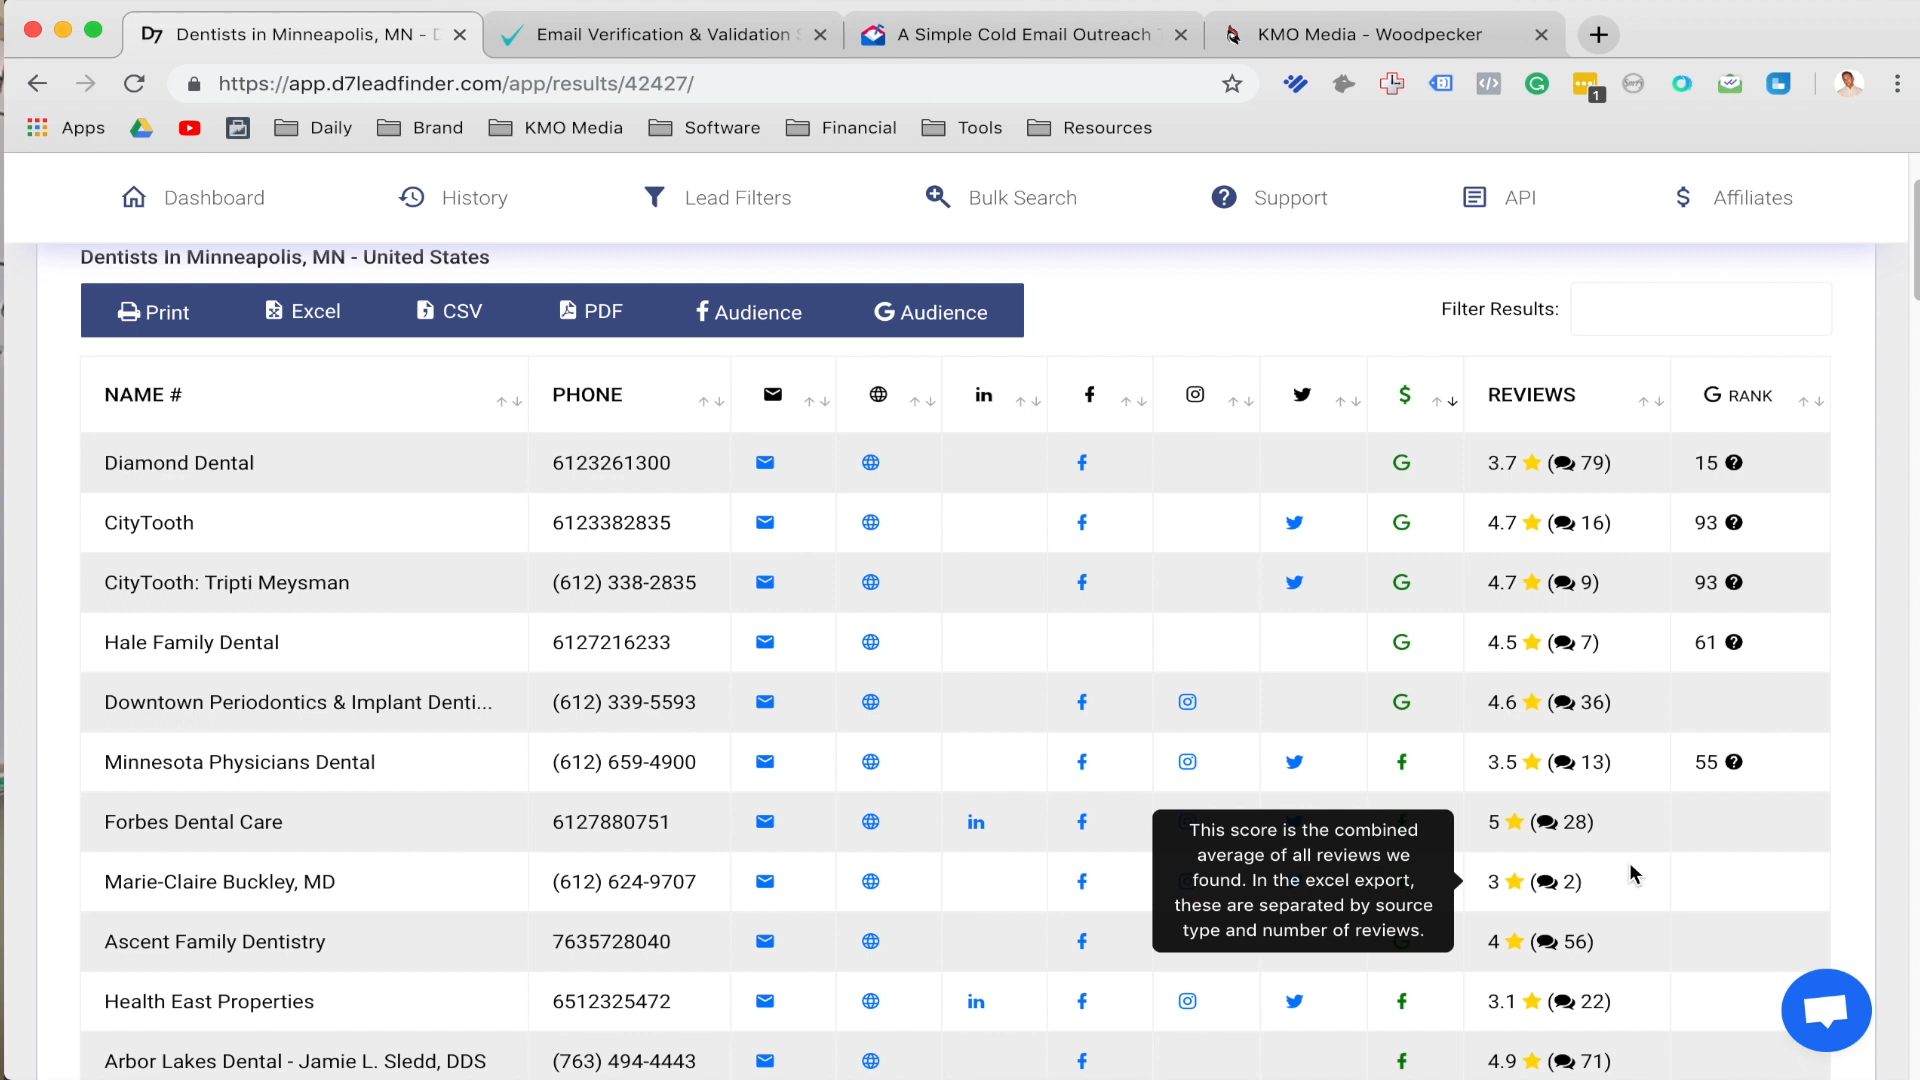 D7 Dentists in Minneapolis, MN - D
Email Verification & Validation S
A Simple Cold Email Outreach T
KMO Media - Woodpecker
https://app.d7leadfinder.com/app/results/42427/
1
Apps
Daily
Brand
KMO Media
Software
Financial
Tools
Resources
Dashboard
History
Lead Filters
Bulk Search
Support
API
Affiliates
Dentists In Minneapolis, MN - United States
Print Excel CSV PDF Audience Audience
Filter Results:
NAME # PHONE in f $ REVIEWS G RANK
Diamond Dental 6123261300 f G 3.7 (79) 15
CityTooth 6123382835 f G 4.7 (16) 93
CityTooth: Tripti Meysman (612) 338-2835 f G 4.7 (9) 93
Hale Family Dental 6127216233 G 4.5 (7) 61
Downtown Periodontics & Implant Denti... (612) 339-5593 f G 4.6 (36)
Minnesota Physicians Dental (612) 659-4900 f f 3.5 (13) 55
Forbes Dental Care 6127880751 in f 5 (28)
Marie-Claire Buckley, MD (612) 624-9707 f 3 (2)
This score is the combined
average of all reviews we
found. In the excel export,
these are separated by source
type and number of reviews.
Ascent Family Dentistry 7635728040 f 4 (56)
Health East Properties 6512325472 in f f 3.1 (22)
Arbor Lakes Dental - Jamie L. Sledd, DDS (763) 494-4443 f f 4.9 (71)